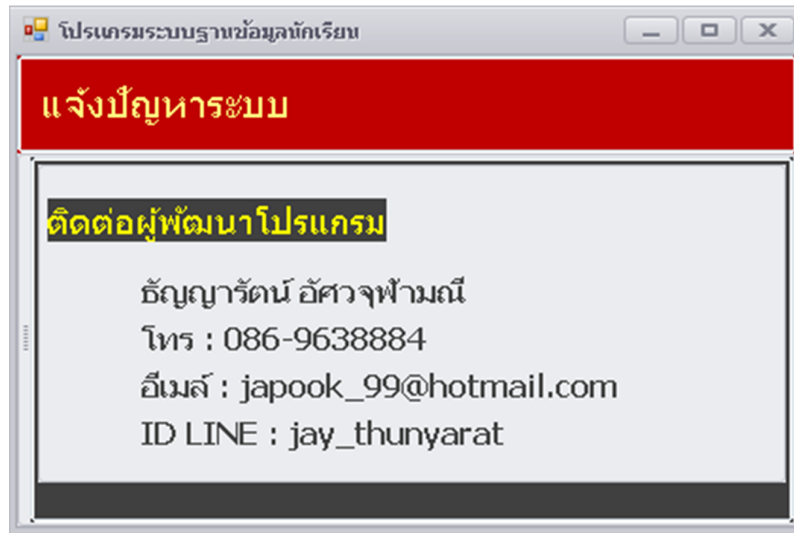 โปรแกรมระบบฐานข้อมูลนักเรียน
แจ้งปัญหาระบบ
ติดต่อผู้พัฒนาโปรแกรม
ธัญญารัตน์ อัศวจุฬามณี
โทร : 086-9638884
อีเมล์ : japook_99@hotmail.com
ID LINE : jay_thunyarat